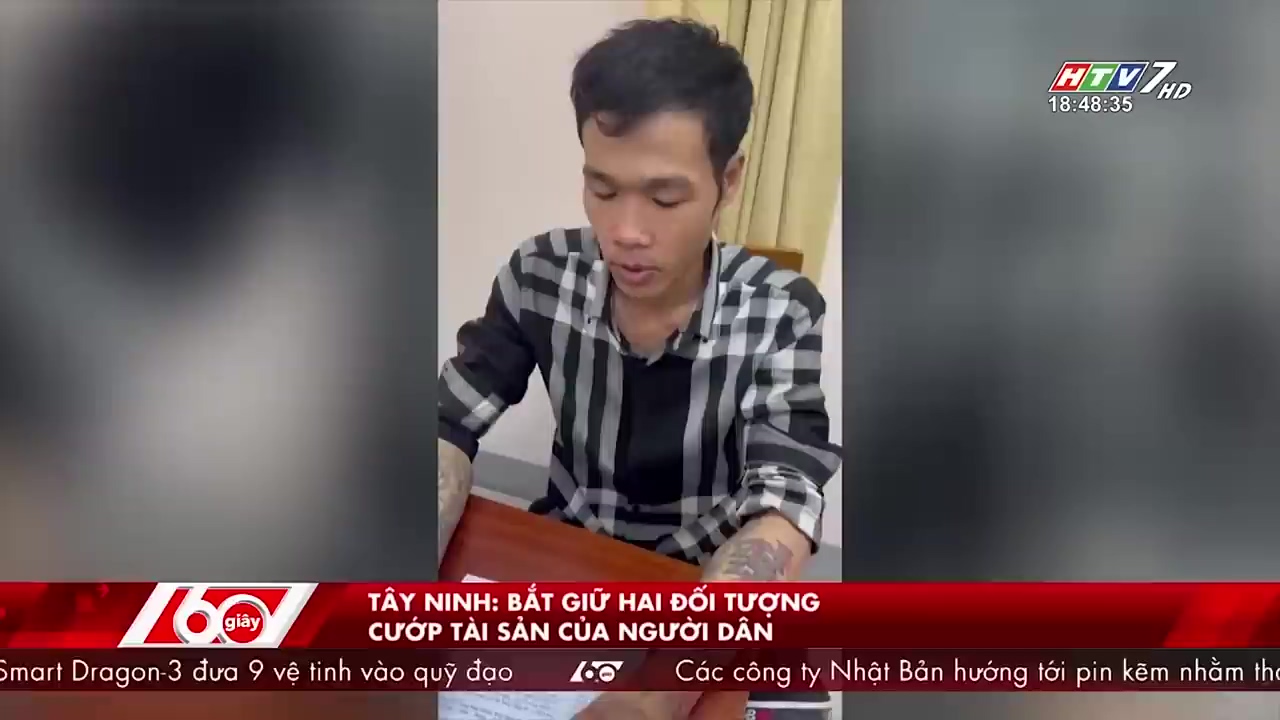 HTV7 HD
18:48:35
60 giây
TÂY NINH: BẮT GIỮ HAI ĐỐI TƯỢNG
CƯỚP TÀI SẢN CỦA NGƯỜI DÂN
Smart Dragon-3 đưa 9 vệ tinh vào quỹ đạo 60 giây Các công ty Nhật Bản hướng tới pin kẽm nhằm